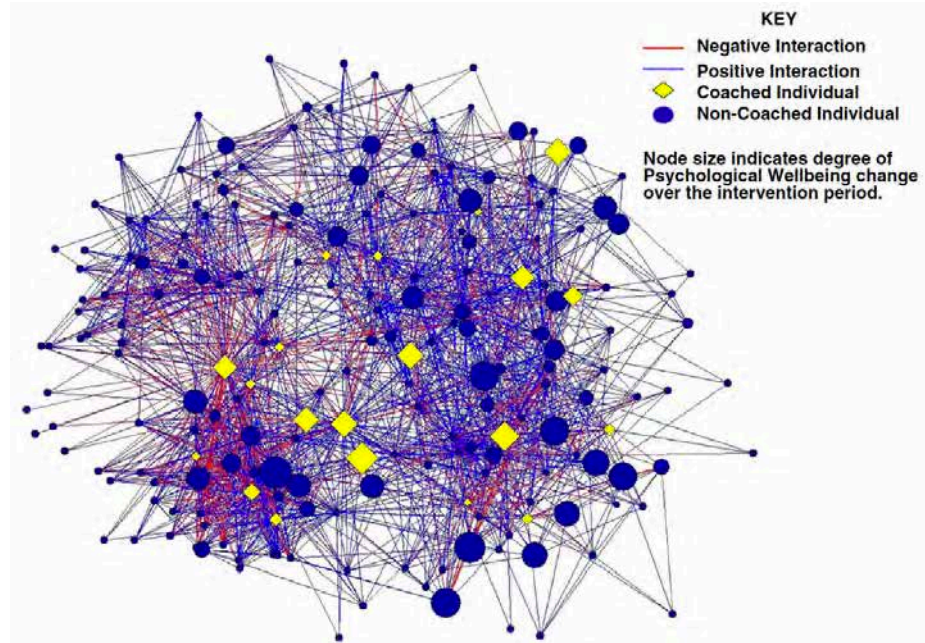 KEY
Negative Interaction
Positive Interaction
Coached Individual
Non-Coached Individual
Node size indicates degree of
Psychological Wellbeing change
over the intervention period.